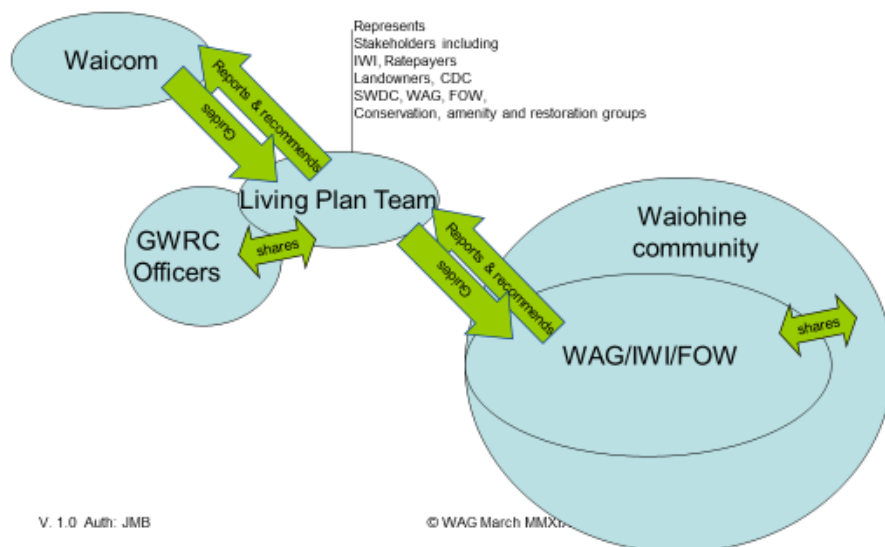 Waicom
Reports & recommends
Guides
Represents
Stakeholders including
IWI, Ratepayers
Landowners, CDC
SWDC, WAG, FOW,
Conservation, amenity and restoration groups
Living Plan Team
GWRC
Officers
shares
Reports & recommends
Guides
Waiohine
community
shares
WAG/IWI/FOW
V. 1.0 Auth: JMB
© WAG March